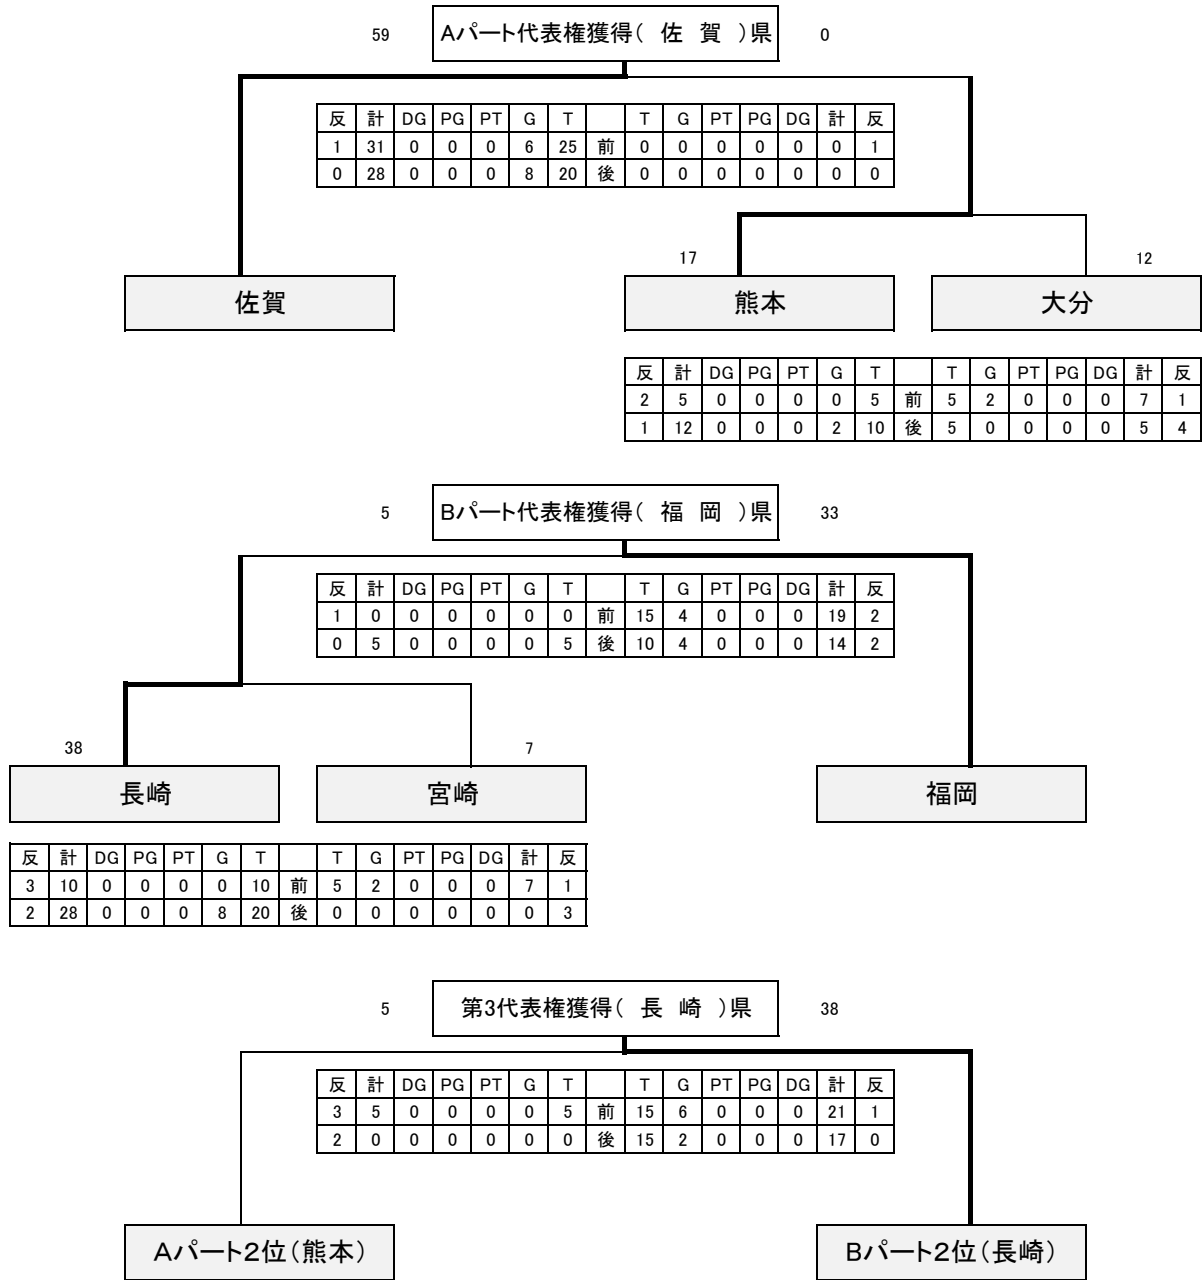 59 Aパート代表権獲得( 佐 賀 )県 0
反 計 DG PG PT G T T G PT PG DG 計 反
1 31 0 0 0 6 25 前 0 0 0 0 0 0 1
0 28 0 0 0 8 20 後 0 0 0 0 0 0 0
17 12
佐賀 熊本 大分
反 計 DG PG PT G T T G PT PG DG 計 反
2 5 0 0 0 0 5 前 5 2 0 0 0 7 1
1 12 0 0 0 2 10 後 5 0 0 0 0 5 4
5 Bパート代表権獲得( 福 岡 )県 33
反 計 DG PG PT G T T G PT PG DG 計 反
1 0 0 0 0 0 0 前 15 4 0 0 0 19 2
0 5 0 0 0 0 5 後 10 4 0 0 0 14 2
38 7
長崎 宮崎 福岡
反 計 DG PG PT G T T G PT PG DG 計 反
3 10 0 0 0 0 10 前 5 2 0 0 0 7 1
2 28 0 0 0 8 20 後 0 0 0 0 0 0 3
5 第3代表権獲得( 長 崎 )県 38
反 計 DG PG PT G T T G PT PG DG 計 反
3 5 0 0 0 0 5 前 15 6 0 0 0 21 1
2 0 0 0 0 0 0 後 15 2 0 0 0 17 0
Aパート2位(熊本) Bパート2位(長崎)